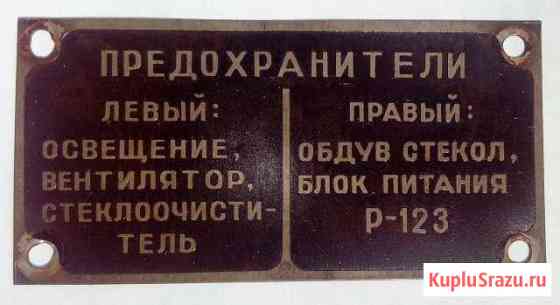 ПРЕДОХРАНИТЕЛИ
ЛЕВЫЙ:
ОСВЕЩЕНИЕ,
ВЕНТИЛЯТОР,
СТЕКЛООЧИСТИ-
ТЕЛЬ
ПРАВЫЙ:
ОБДУВ СТЕКОЛ,
БЛОК ПИТАНИЯ
Р-123
KupluSrazu.ru